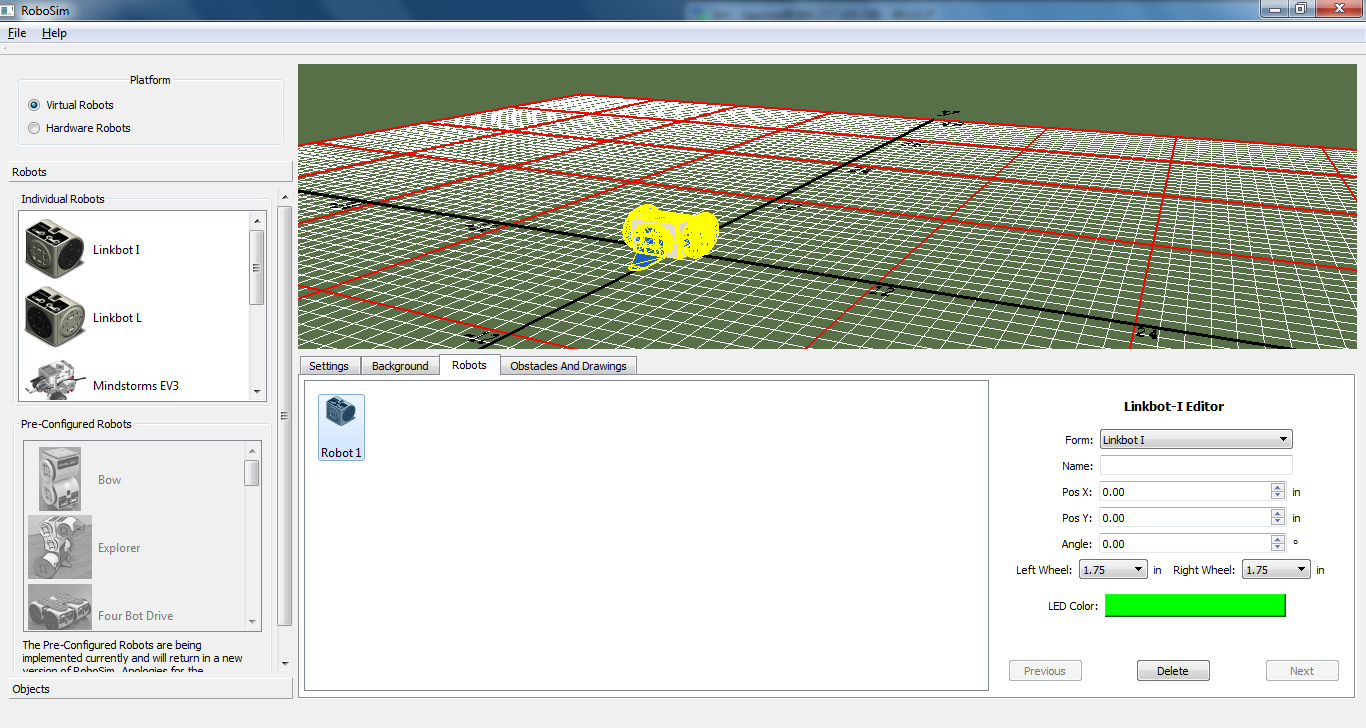 RoboSim
File Help
Platform
Virtual Robots
Hardware Robots
Robots
Individual Robots
Linkbot I
Linkbot L
Mindstorms EV3
Pre-Configured Robots
Bow
Explorer
Four Bot Drive
The Pre-Configured Robots are being
implemented currently and will return in a new
version of RoboSim. Apologies for the
Objects
24
Settings Background Robots Obstacles And Drawings
Robot 1
Linkbot-I Editor
Form: Linkbot I
Name:
Pos X: 0.00 in
Pos Y: 0.00 in
Angle: 0.00 °
Left Wheel: 1.75 in Right Wheel: 1.75 in
LED Color:
Previous Delete Next